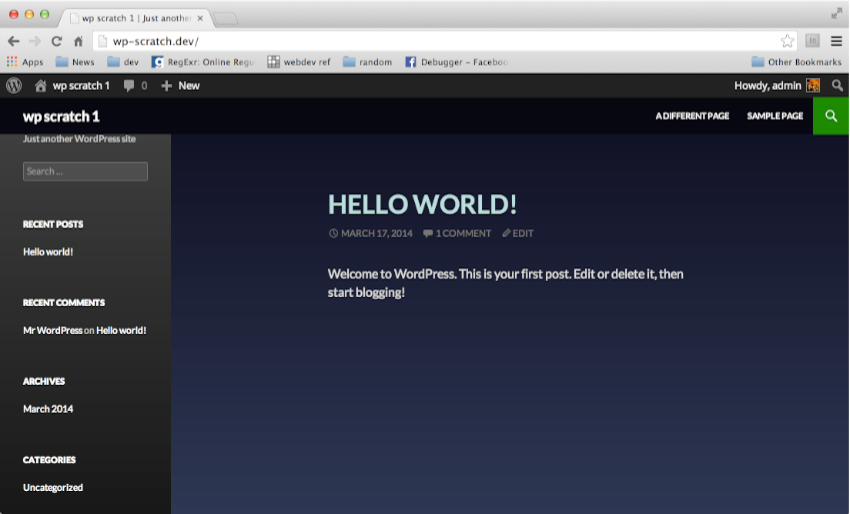 wp scratch 1 | Just another
wp-scratch.dev/
Apps News dev RegExr: Online Regu webdev ref random Debugger - Faceboo Other Bookmarks
wp scratch 1 0 New Howdy, admin
wp scratch 1 A DIFFERENT PAGE SAMPLE PAGE
Just another WordPress site
Search ...
HELLO WORLD!
MARCH 17, 2014 1 COMMENT EDIT
Welcome to WordPress. This is your first post. Edit or delete it, then
start blogging!
RECENT POSTS
Hello world!
RECENT COMMENTS
Mr WordPress on Hello world!
ARCHIVES
March 2014
CATEGORIES
Uncategorized